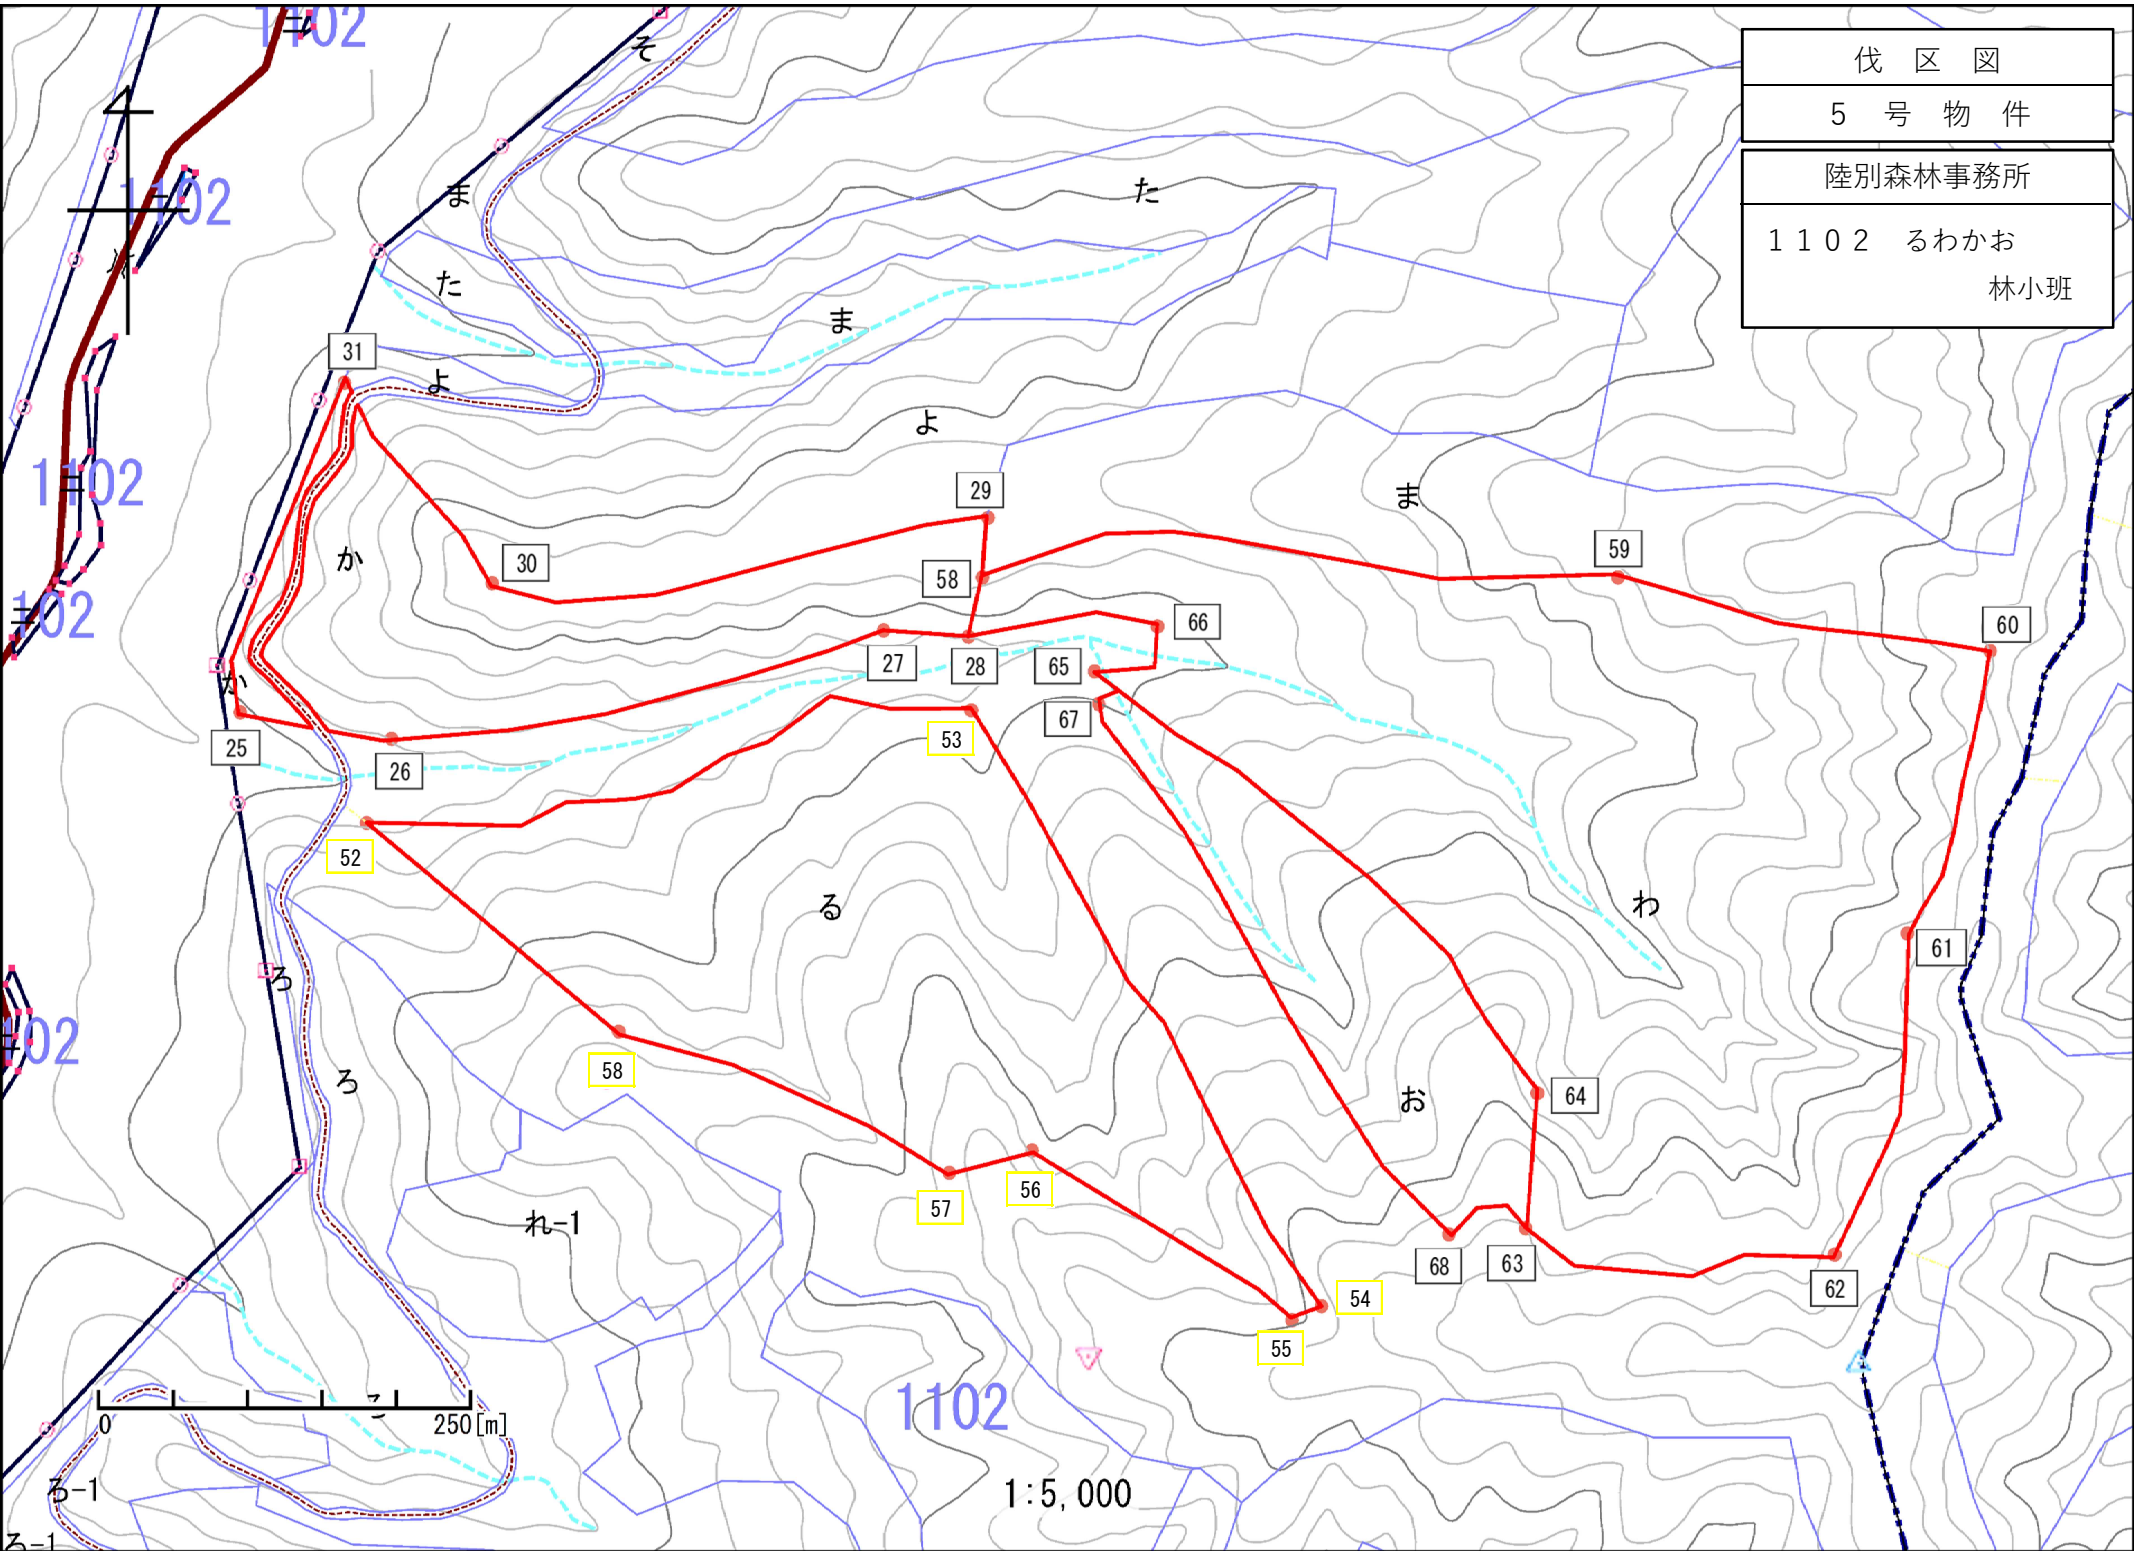 伐 区 図
5 号 物 件
陸別森林事務所
1102 るわかお
林小班
1102
そ
1102
ま
た
た
ま
31
よ
よ
1102
29
ま
か
30
58
59
102
66
60
27
28
65
か
67
25
26
53
52
る
わ
61
ろ
102
58
ろ
お
64
れ-1
57
56
68
63
62
54
55
1102
0
250[m]
ろ
1:5,000
ろ-1
ろ-1